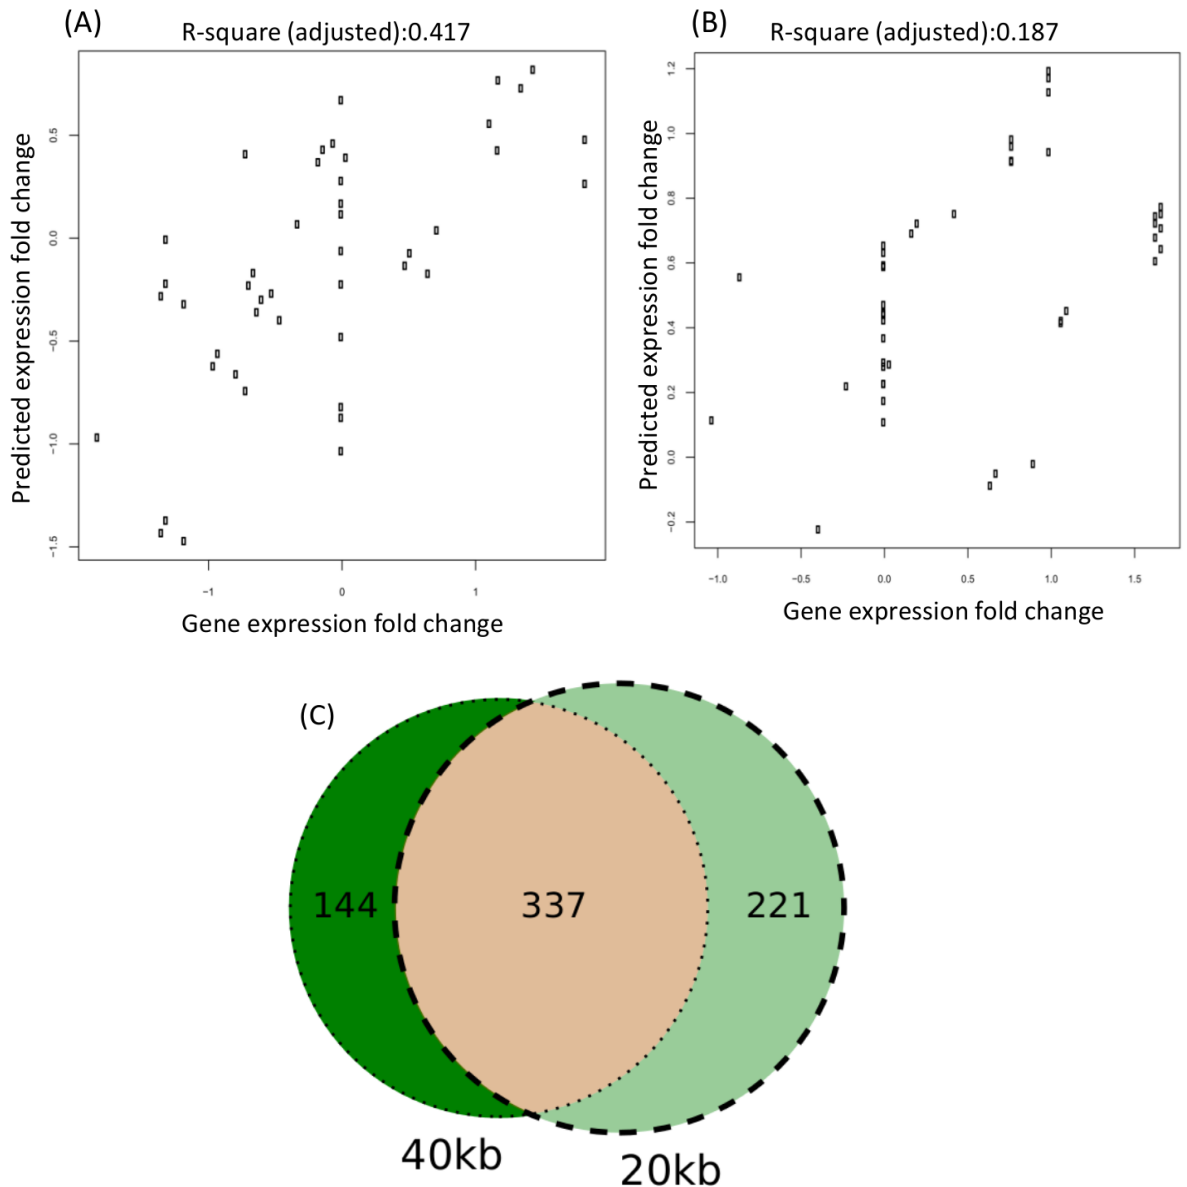 (A)
R-square (adjusted):0.417
Predicted expression fold change
0.5
0.0
−0.5
−1.0
−1.5
−1
0
1
Gene expression fold change
(B)
R-square (adjusted):0.187
Predicted expression fold change
1.2
1.0
0.8
0.6
0.4
0.2
0.0
−0.2
−1.0
−0.5
0.0
0.5
1.0
1.5
Gene expression fold change
(C)
144
337
221
40kb
20kb